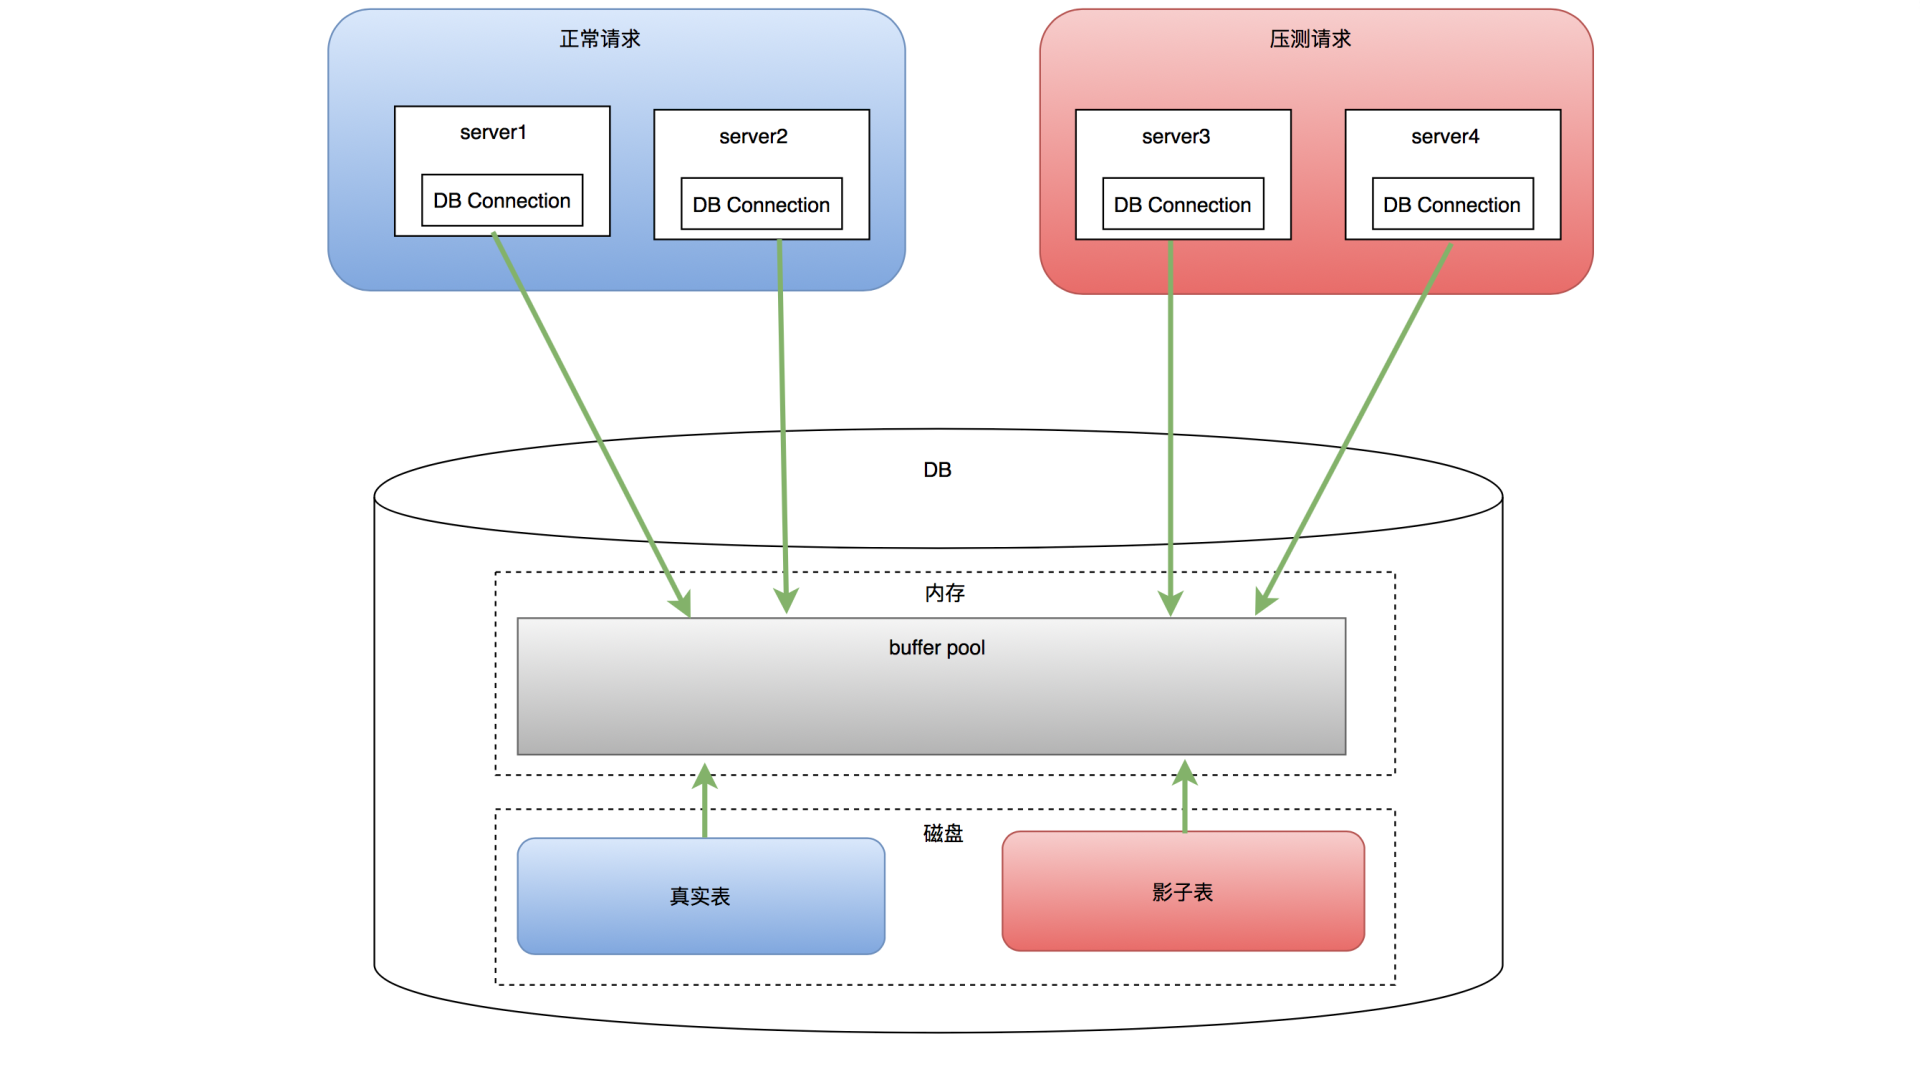 正常请求
server1
DB Connection
server2
DB Connection
压测请求
server3
DB Connection
server4
DB Connection
DB
内存
buffer pool
磁盘
真实表
影子表